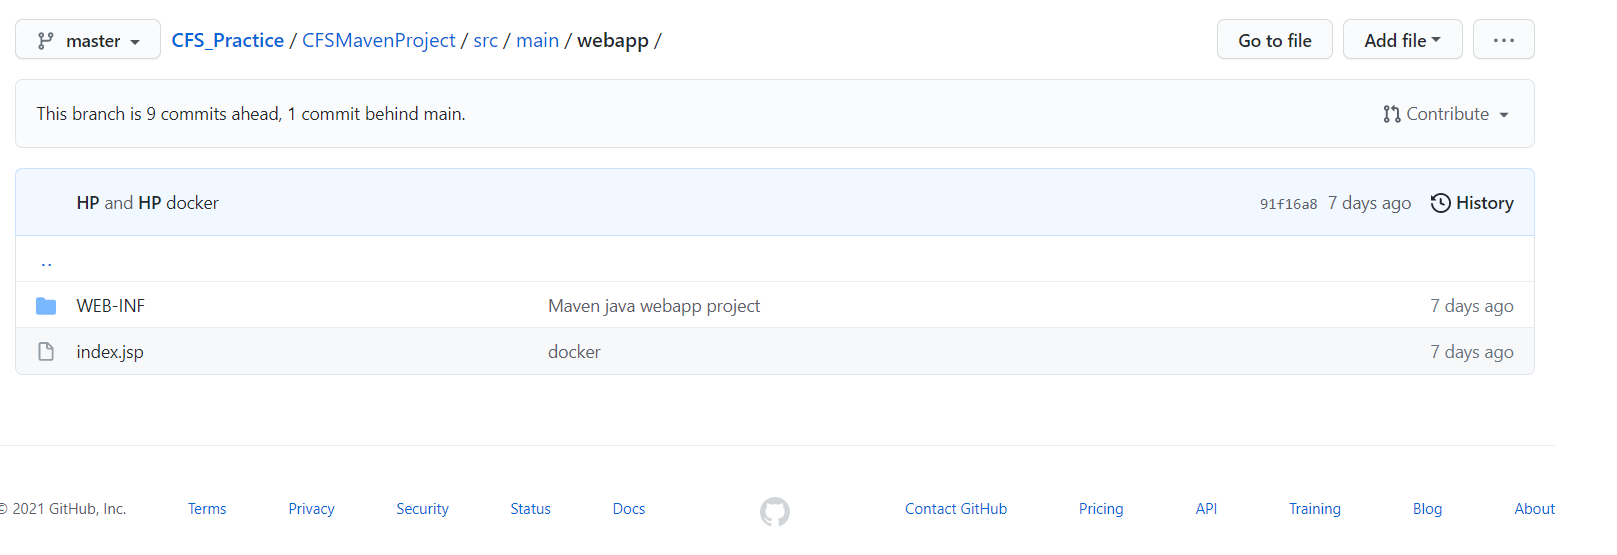 master CFS_Practice / CFSMavenProject / src / main / webapp / Go to file Add file ...
This branch is 9 commits ahead, 1 commit behind main. Contribute
HP and HP docker 91f16a8 7 days ago History
..
WEB-INF Maven java webapp project 7 days ago
index.jsp docker 7 days ago
© 2021 GitHub, Inc. Terms Privacy Security Status Docs Contact GitHub Pricing API Training Blog About